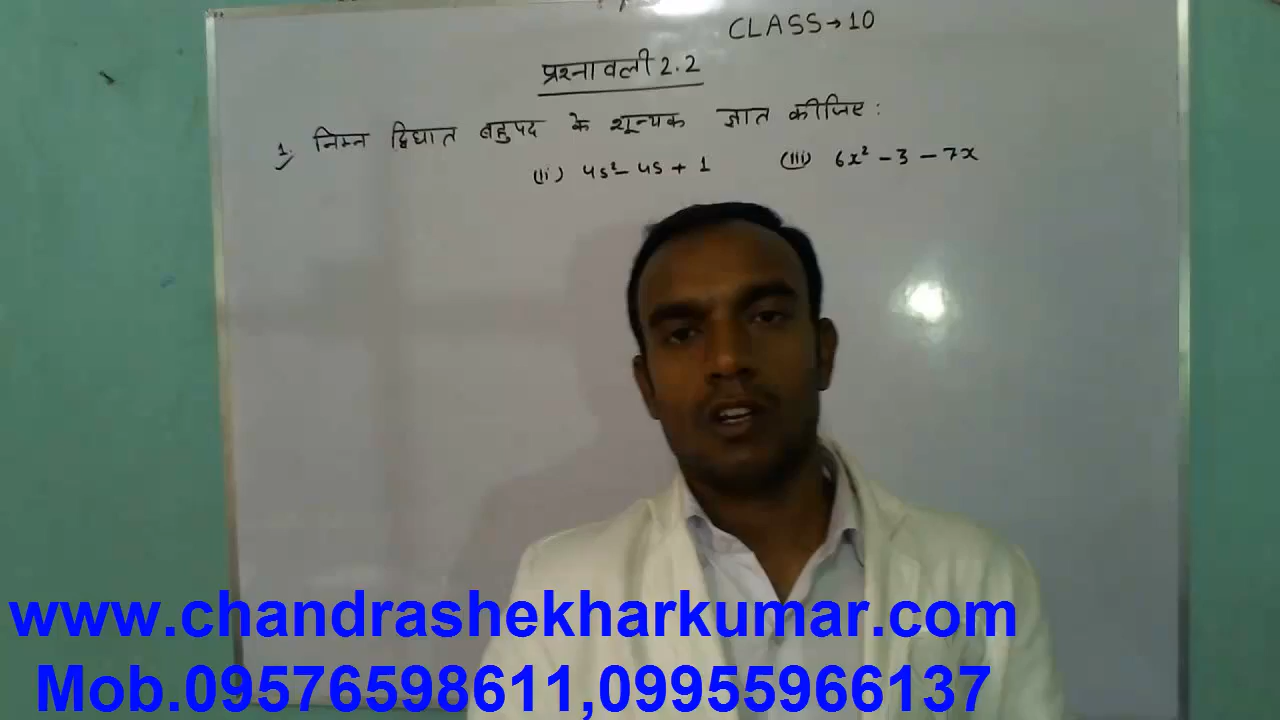 CLASS→10
प्रश्नावली 2.2
1. निम्न द्विघात बहुपद के शून्यक ज्ञात कीजिए :
(ii) 4s²- 4s + 1 (iii) 6x² - 3 - 7x
www.chandrashekharkumar.com
Mob.09576598611,09955966137